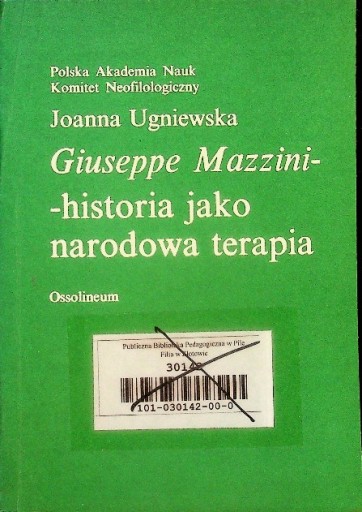 Polska Akademia Nauk
Komitet Neofilologiczny
Joanna Ugniewska
Giuseppe Mazzini-
-historia jako
narodowa terapia
Ossolineum
Publiczna Biblioteka Pedagogiczna w Pile
Filia w Złotowie
30142
101-030142-00-0